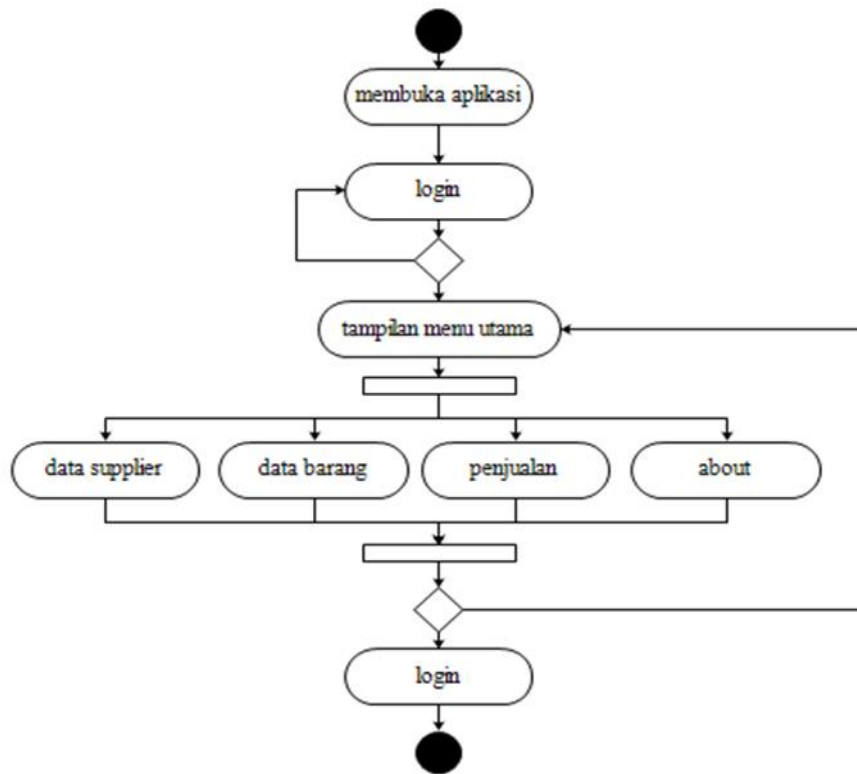 membuka aplikasi
login
tampilan menu utama
data supplier
data barang
penjualan
about
login